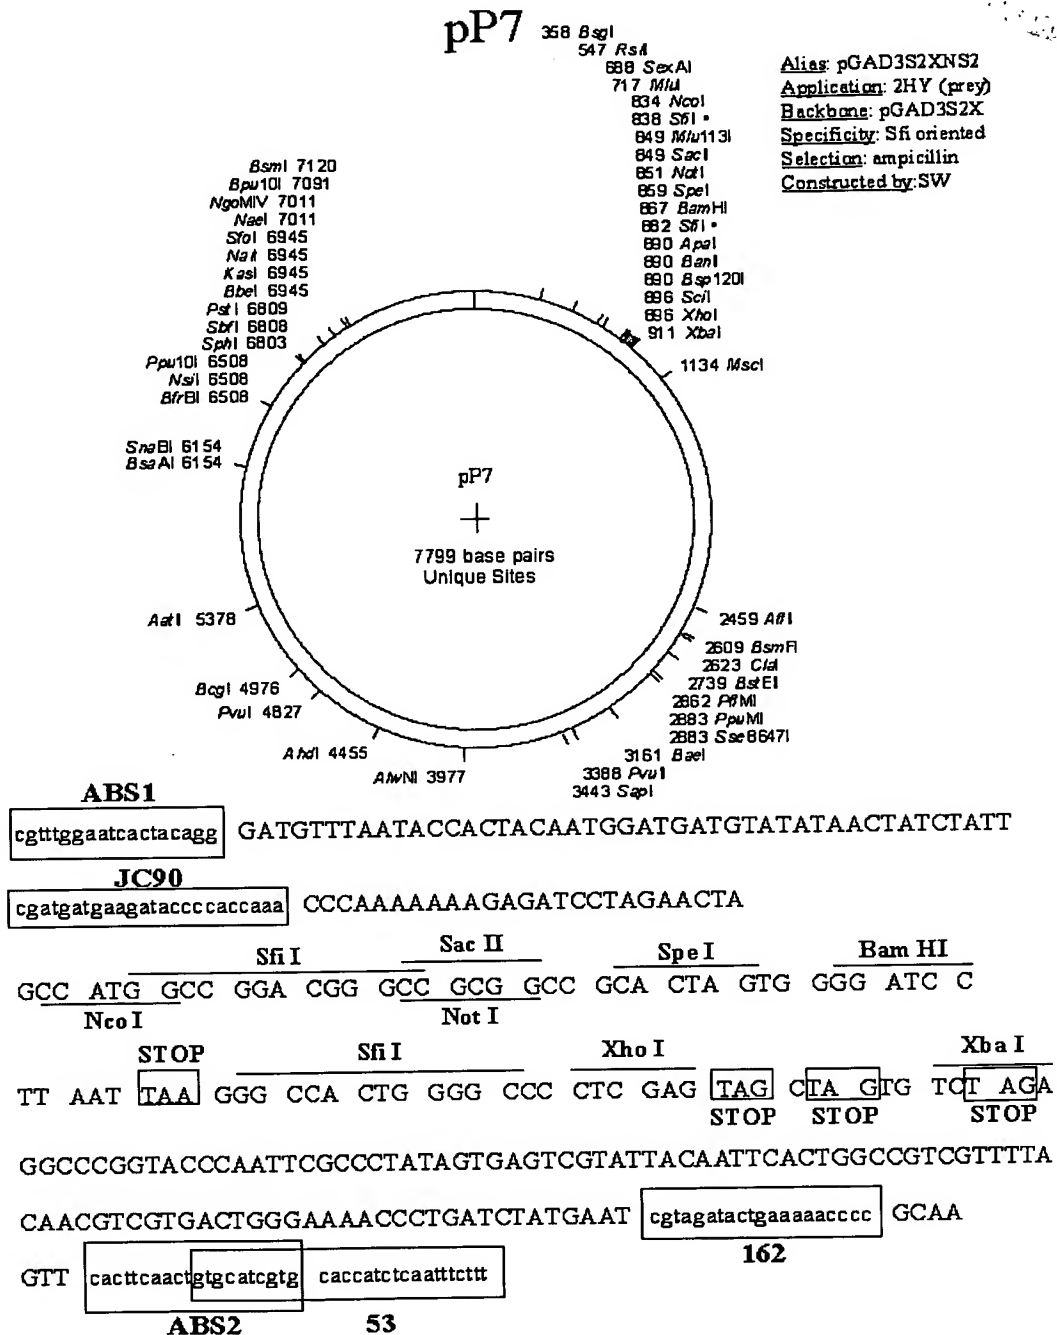 pP7
358 BsgI
547 RsrII
688 SexAI
717 MluI
834 NcoI
838 SfiI •
849 Mlu113I
849 SacII
851 NotI
859 SpeI
867 BamHI
882 SfiI •
890 ApaI
890 BanII
890 Bsp120I
896 SciI
896 XhoI
911 XbaI
1134 MscI
Alias: pGAD3S2XNS2
Application: 2HY (prey)
Backbone: pGAD3S2X
Specificity: Sfi oriented
Selection: ampicillin
Constructed by:SW
BsmI 7120
Bpu10I 7091
NgoMIV 7011
NaeI 7011
SfoI 6945
NarI 6945
KasI 6945
BbeI 6945
PstI 6809
SbfI 6808
SphI 6803
Ppu10I 6508
NsiI 6508
BfrBI 6508
SnaBI 6154
BsaAI 6154
pP7
7799 base pairs
Unique Sites
AatII 5378
BcgI 4976
PvuI 4827
AhdI 4455
AlwNI 3977
2459 AflII
2609 BsmFI
2623 ClaI
2739 BstEII
2862 PflMI
2883 PpuMI
2883 Sse8647I
3161 BaeI
3388 PvuII
3443 SapI
ABS1
cgtttggaatcactacagg GATGTTTAATACCACTACAATGGATGATGTATATAACTATCTATT
JC90
cgatgatgaagataccccaccaaa CCCAAAAAAAGAGATCCTAGAACTA
Sfi I Sac II Spe I Bam HI
GCC ATG GCC GGA CGG GCC GCG GCC GCA CTA GTG GGG ATC C
Nco I Not I
STOP Sfi I Xho I Xba I
TT AAT TAA GGG CCA CTG GGG CCC CTC GAG TAG CTA GTG TCT AGA
STOP STOP STOP
GGCCCGGTACCCAATTCGCCCTATAGTGAGTCGTATTACAATTCACTGGCCGTCGTTTTA
CAACGTCGTGACTGGGAAAACCCTGATCTATGAAT cgtagatactgaaaaacccc GCAA
162
GTT cacttcaactgtgcatcgtg caccatctcaatttcttt
ABS2 53